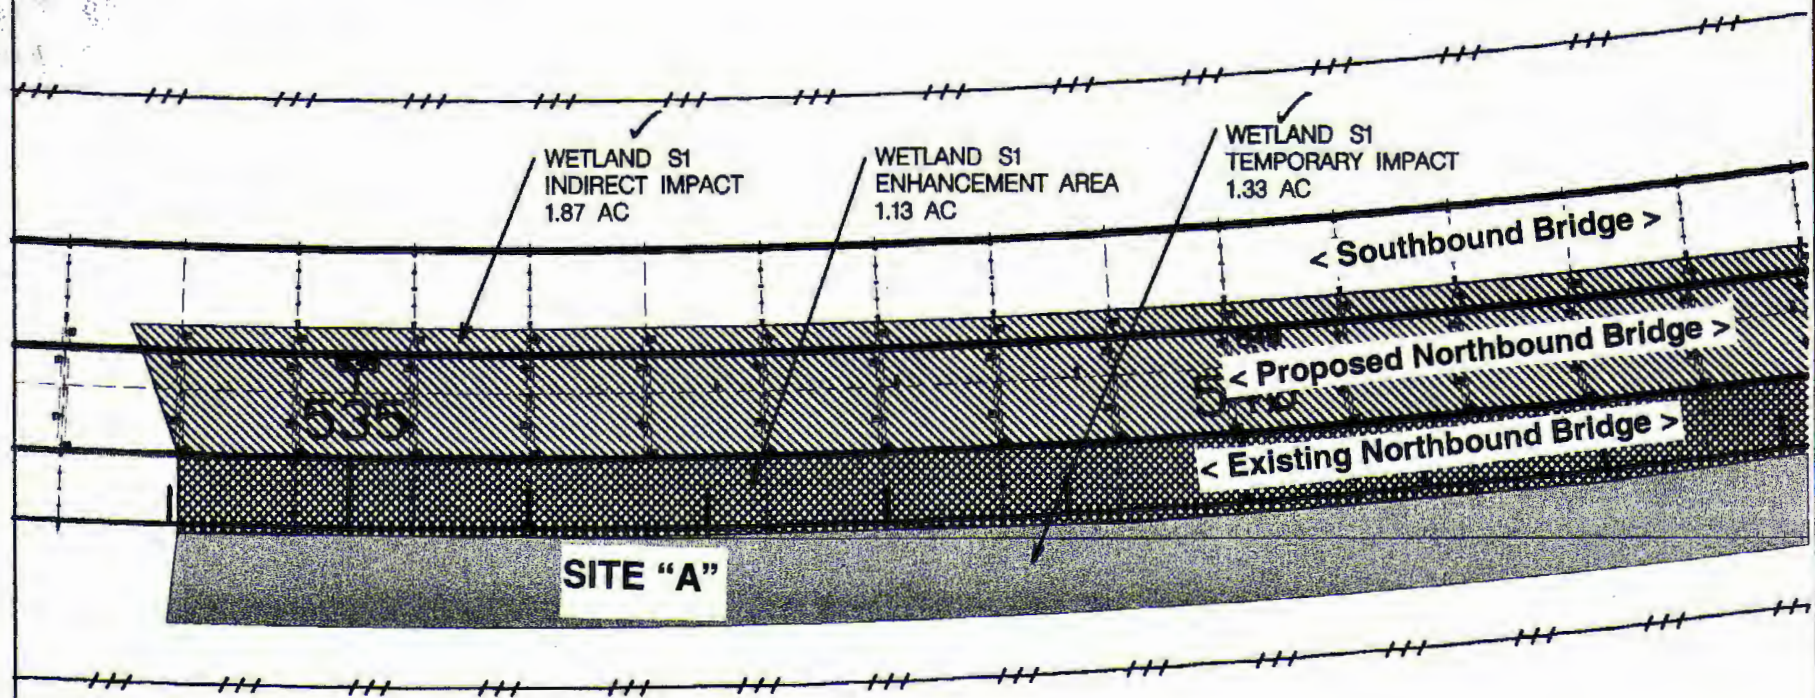 WETLAND S1
INDIRECT IMPACT
1.87 AC
WETLAND S1
ENHANCEMENT AREA
1.13 AC
WETLAND S1
TEMPORARY IMPACT
1.33 AC
< Southbound Bridge >
< Proposed Northbound Bridge >
535
< Existing Northbound Bridge >
SITE “A”